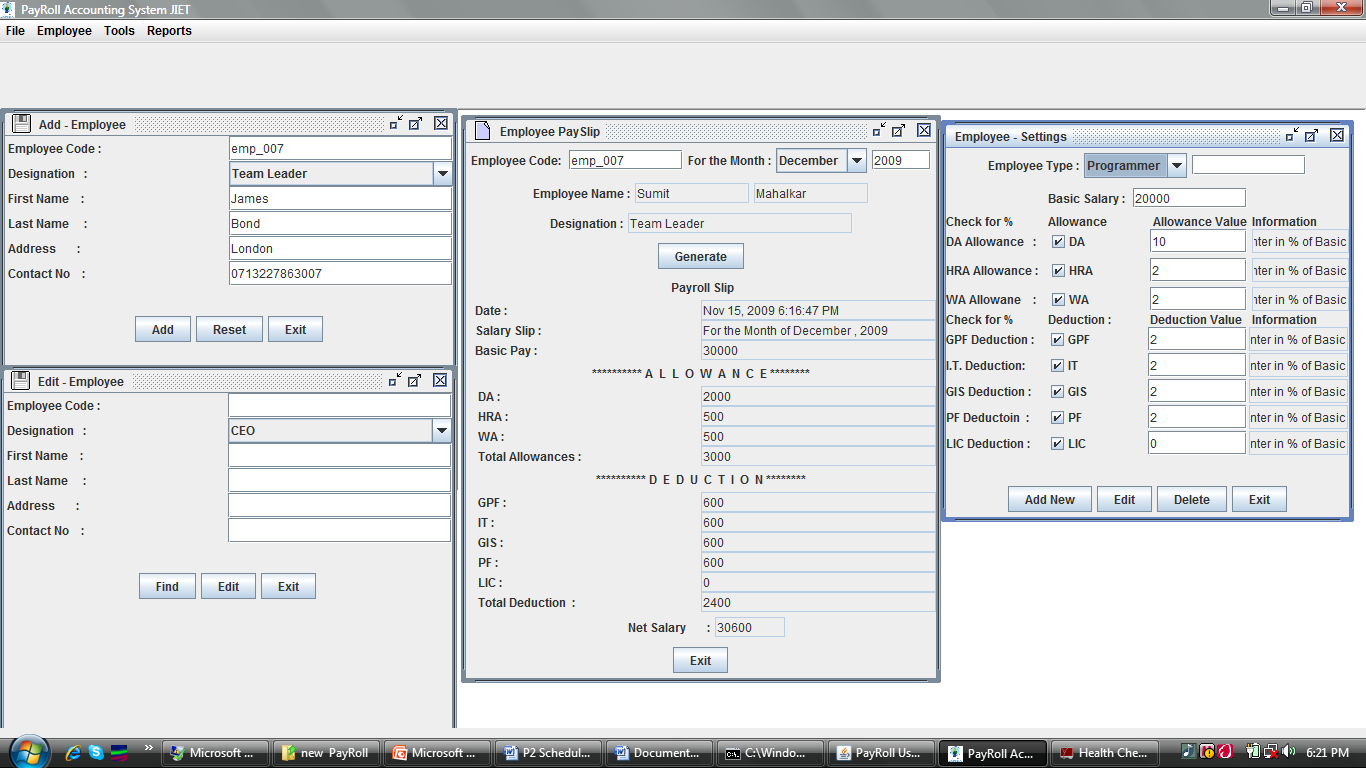 PayRoll Accounting System JIET
File Employee Tools Reports
Add - Employee
Employee Code : emp_007
Designation : Team Leader
First Name : James
Last Name : Bond
Address : London
Contact No : 0713227863007
Add Reset Exit
Edit - Employee
Employee Code :
Designation : CEO
First Name :
Last Name :
Address :
Contact No :
Find Edit Exit
Employee PaySlip
Employee Code: emp_007 For the Month : December 2009
Employee Name : Sumit Mahalkar
Designation : Team Leader
Generate
Payroll Slip
Date : Nov 15, 2009 6:16:47 PM
Salary Slip : For the Month of December , 2009
Basic Pay : 30000
********** A L L O W A N C E ********
DA : 2000
HRA : 500
WA : 500
Total Allowances : 3000
********** D E D U C T I O N ********
GPF : 600
IT : 600
GIS : 600
PF : 600
LIC : 0
Total Deduction : 2400
Net Salary : 30600
Exit
Employee - Settings
Employee Type : Programmer
Basic Salary : 20000
Check for % Allowance Allowance Value Information
DA Allowance : DA 10 nter in % of Basic
HRA Allowance : HRA 2 nter in % of Basic
WA Allowane : WA 2 nter in % of Basic
Check for % Deduction : Deduction Value Information
GPF Deduction : GPF 2 nter in % of Basic
I.T. Deduction: IT 2 nter in % of Basic
GIS Deduction : GIS 2 nter in % of Basic
PF Deductoin : PF 2 nter in % of Basic
LIC Deduction : LIC 0 nter in % of Basic
Add New Edit Delete Exit
Microsoft ... new PayRoll Microsoft ... P2 Schedul... Document... C:\Windo... PayRoll Us... PayRoll Ac... Health Che... 6:21 PM